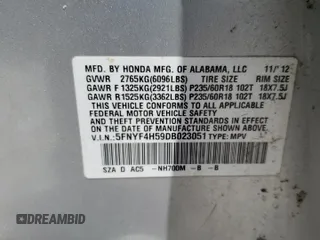 MFD. BY HONDA MFG. OF ALABAMA, LLC 11/'12
GVWR 2765KG(6096LBS) TIRE SIZE RIM SIZE
GAWR F 1325KG(2921LBS) P235/60R18 102T 18X7.5J
GAWR R1525KG(3362LBS) P235/60R18 102T 18X7.5J
THIS VEHICLE CONFORMS TO ALL APPLICABLE
FEDERAL MOTOR VEHICLE SAFETY AND THEFT
PREVENTION STANDARDS IN EFFECT ON THE DATE
OF MANUFACTURE SHOWN ABOVE.
V.I.N.: 5FNYF4H59DB023051 TYPE: MPV
SZA D AC5 -NH700M -B -B